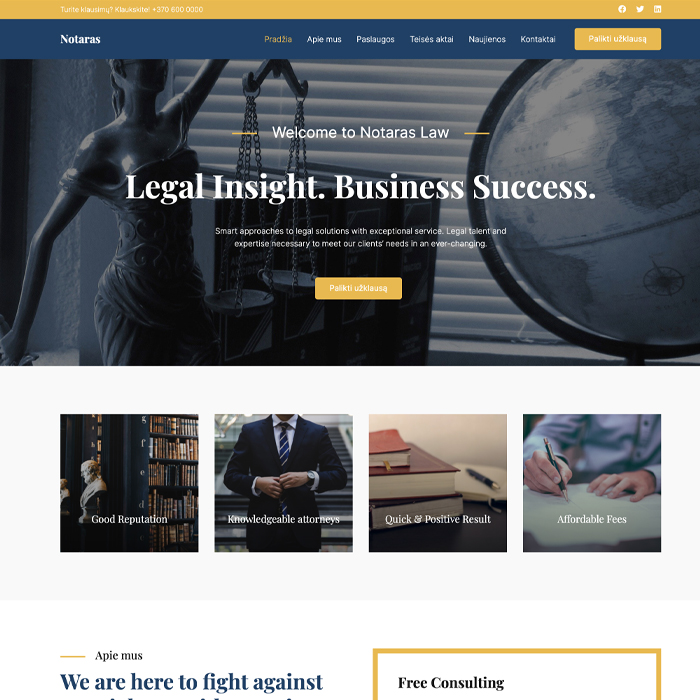 Turite klausimų? Klauskskite! +370 600 0000
Notaras
Pradžia Apie mus Paslaugos Teisės aktai Naujienos Kontaktai Palikti užklausą
Welcome to Notaras Law
Legal Insight. Business Success.
Smart approaches to legal solutions with exceptional service. Legal talent and
expertise necessary to meet our clients' needs in an ever-changing.
Palikti užklausą
Good Reputation
Knowledgeable attorneys
Quick & Positive Result
Affordable Fees
Apie mus
We are here to fight against
Free Consulting